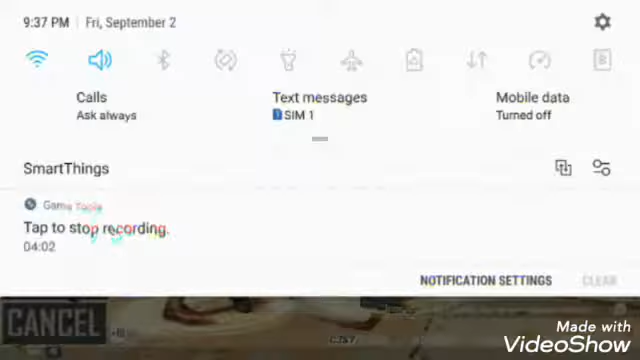 9:37 PM | Fri, September 2
Calls
Ask always
Text messages
1 SIM 1
Mobile data
Turned off
SmartThings
Game Tools
Tap to stop recording.
04:02
NOTIFICATION SETTINGS
CLEAR
CANCEL
Made with
VideoShow